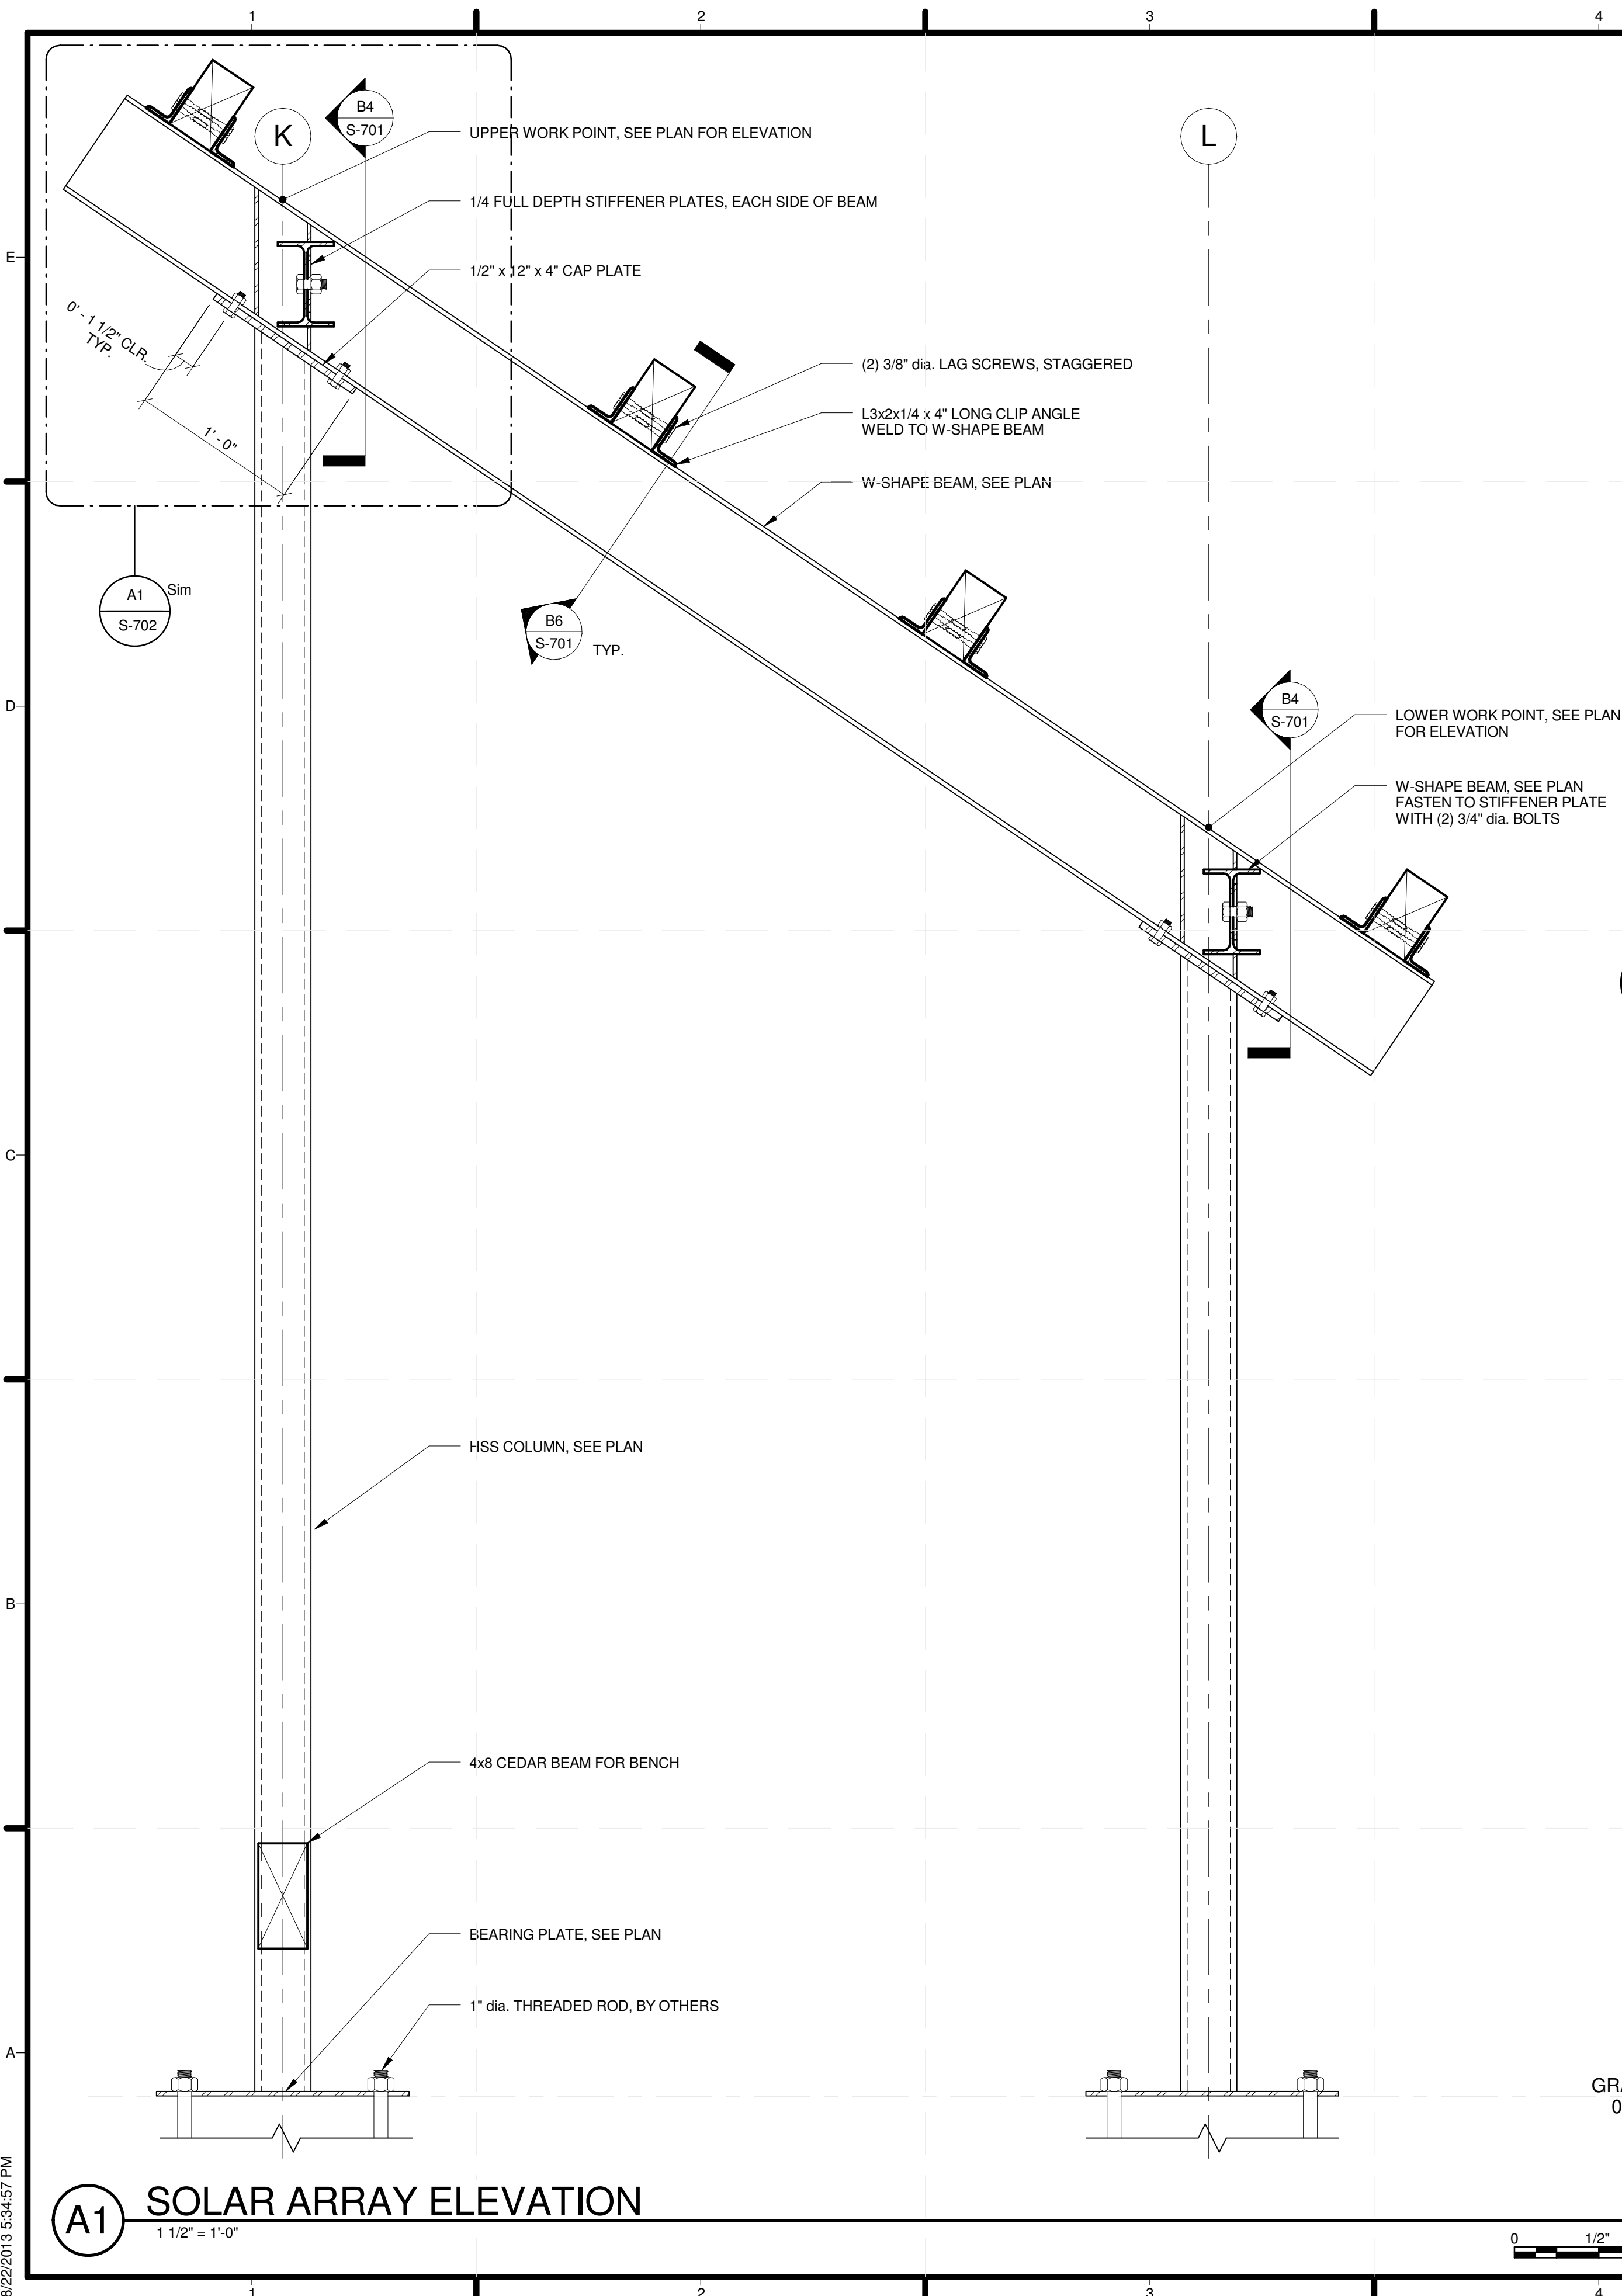 1
2
3
4
K
B4
S-701
L
UPPER WORK POINT, SEE PLAN FOR ELEVATION
1/4 FULL DEPTH STIFFENER PLATES, EACH SIDE OF BEAM
E
1/2" x 12" x 4" CAP PLATE
0' - 1 1/2" CLR.
TYP.
1' - 0"
(2) 3/8" dia. LAG SCREWS, STAGGERED
L3x2x1/4 x 4" LONG CLIP ANGLE
WELD TO W-SHAPE BEAM
W-SHAPE BEAM, SEE PLAN
A1
S-702
Sim
B6
S-701
TYP.
D
B4
S-701
LOWER WORK POINT, SEE PLAN
FOR ELEVATION
W-SHAPE BEAM, SEE PLAN
FASTEN TO STIFFENER PLATE
WITH (2) 3/4" dia. BOLTS
C
HSS COLUMN, SEE PLAN
B
4x8 CEDAR BEAM FOR BENCH
BEARING PLATE, SEE PLAN
1" dia. THREADED ROD, BY OTHERS
A
GRA
0
A1
SOLAR ARRAY ELEVATION
1 1/2" = 1'-0"
0 1/2"
8/22/2013 5:34:57 PM
1
2
3
4